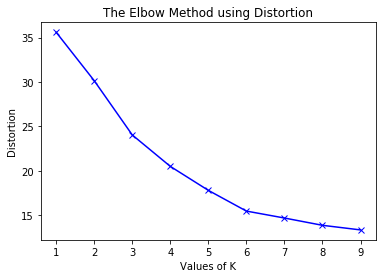 The Elbow Method using Distortion
35
30
25
20
15
Distortion
1 2 3 4 5 6 7 8 9
Values of K